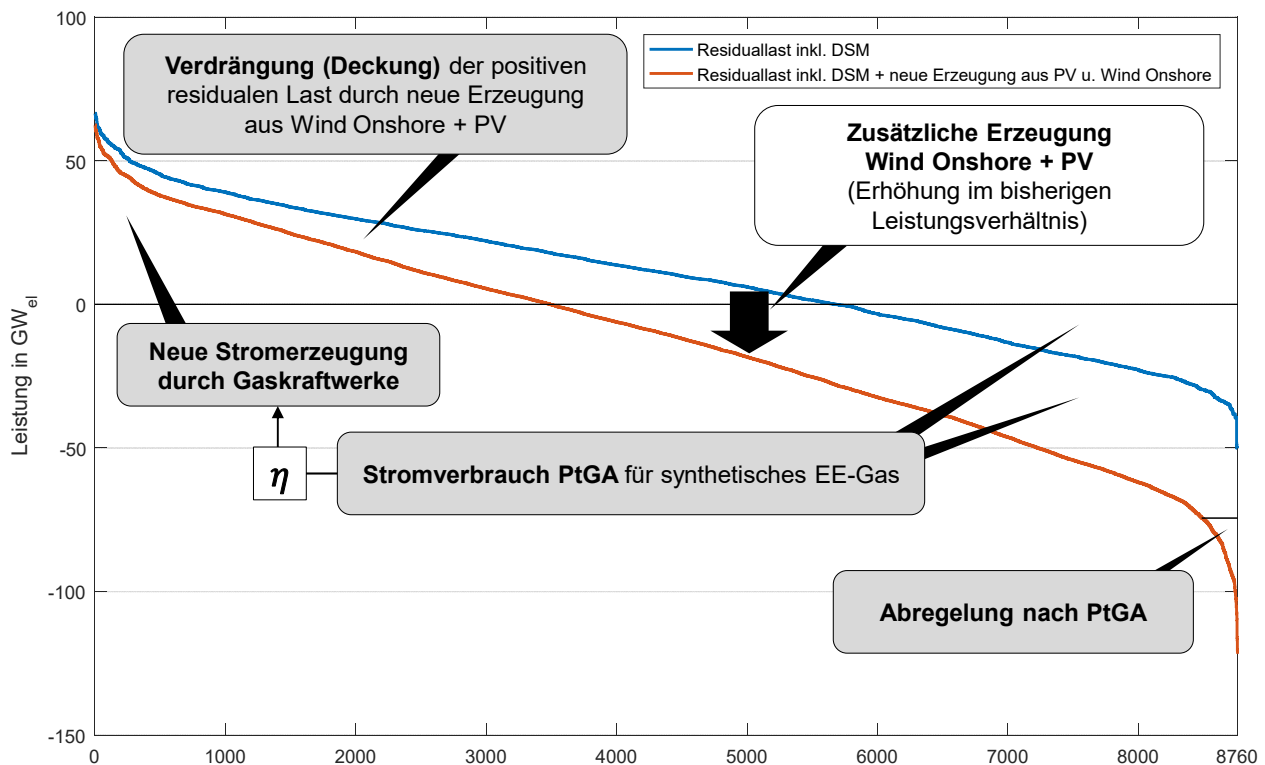 100
50
0
-50
-100
-150
Leistung in GWel
Residuallast inkl. DSM
Residuallast inkl. DSM + neue Erzeugung aus PV u. Wind Onshore
Verdrängung (Deckung) der positiven
residualen Last durch neue Erzeugung
aus Wind Onshore + PV
Zusätzliche Erzeugung
Wind Onshore + PV
(Erhöhung im bisherigen
Leistungsverhältnis)
Neue Stromerzeugung
durch Gaskraftwerke
η
Stromverbrauch PtGA für synthetisches EE-Gas
Abregelung nach PtGA
0 1000 2000 3000 4000 5000 6000 7000 8000 8760